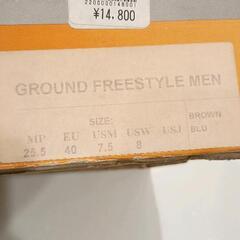 2200000148001
¥14,800
GROUND FREESTYLE MEN
SIZE:
MP EU USM USW USJ BROWN
25.5 40 7.5 8 BLU